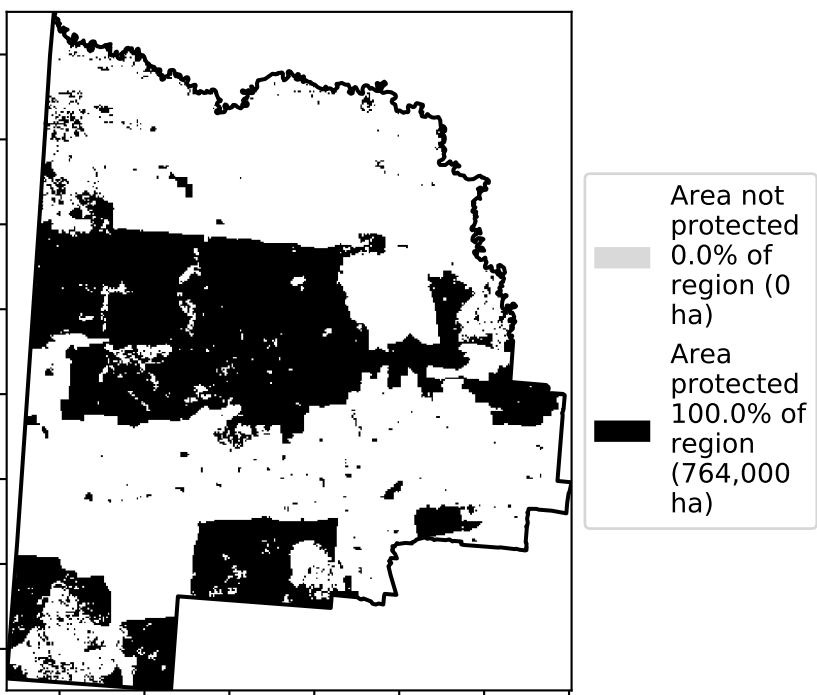 Area not
protected
0.0% of
region (0
ha)
Area
protected
100.0% of
region
(764,000
ha)